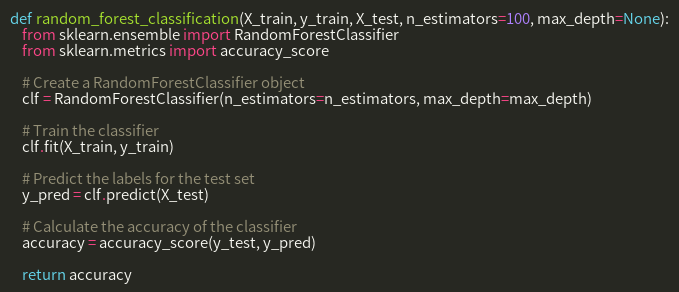 def random_forest_classification(X_train, y_train, X_test, n_estimators=100, max_depth=None):
from sklearn.ensemble import RandomForestClassifier
from sklearn.metrics import accuracy_score
# Create a RandomForestClassifier object
clf = RandomForestClassifier(n_estimators=n_estimators, max_depth=max_depth)
# Train the classifier
clf.fit(X_train, y_train)
# Predict the labels for the test set
y_pred = clf.predict(X_test)
# Calculate the accuracy of the classifier
accuracy = accuracy_score(y_test, y_pred)
return accuracy